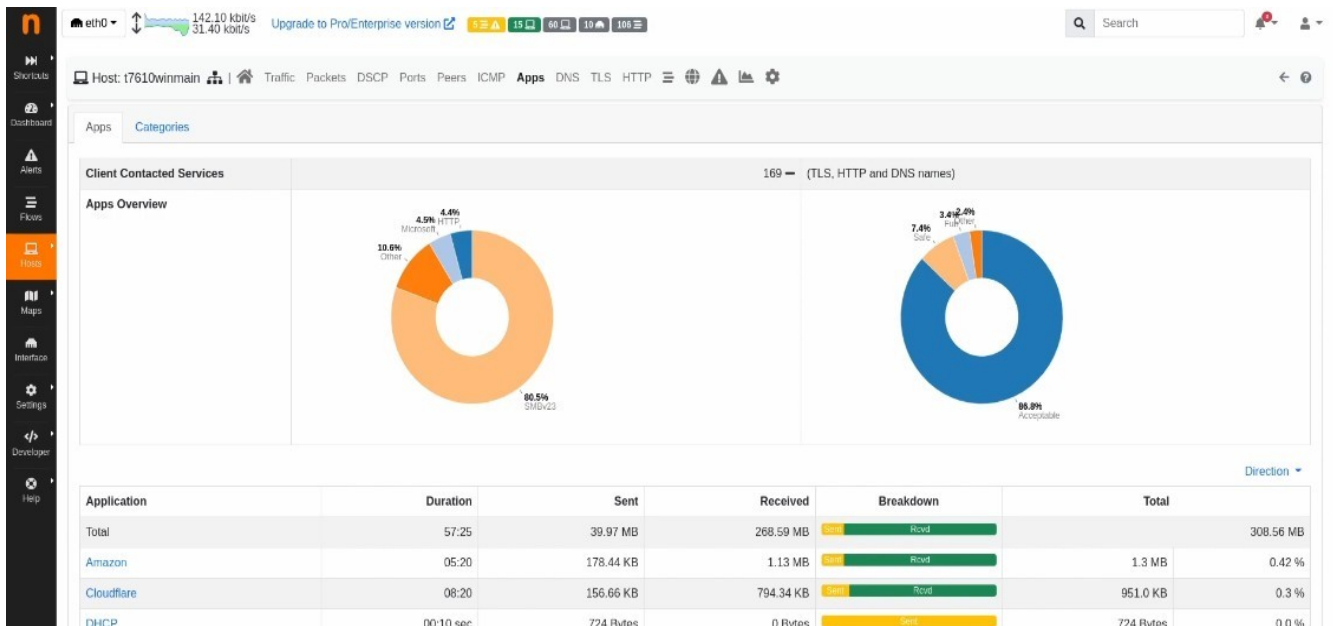 n
eth0
142.10 kbit/s
31.40 kbit/s
Upgrade to Pro/Enterprise version
5
15
60
10
106
Search
Shortcuts
Dashboard
Alerts
Flows
Hosts
Maps
Interface
Settings
Developer
Help
Host: t7610winmain | Traffic Packets DSCP Ports Peers ICMP Apps DNS TLS HTTP
Apps Categories
Client Contacted Services 169 (TLS, HTTP and DNS names)
Apps Overview
4.4%
HTTP
4.5%
Microsoft
10.6%
Other
80.5%
SMBv23
2.4%
Other
3.4%
Fun
7.4%
Safe
86.8%
Acceptable
Direction
Application Duration Sent Received Breakdown Total
Total 57:25 39.97 MB 268.59 MB Sent Rcvd 308.56 MB
Amazon 05:20 178.44 KB 1.13 MB Sent Rcvd 1.3 MB 0.42 %
Cloudflare 08:20 156.66 KB 794.34 KB Sent Rcvd 951.0 KB 0.3 %
DHCP 00:10 sec 724 Bytes 0 Bytes Sent 724 Bytes 0.0 %